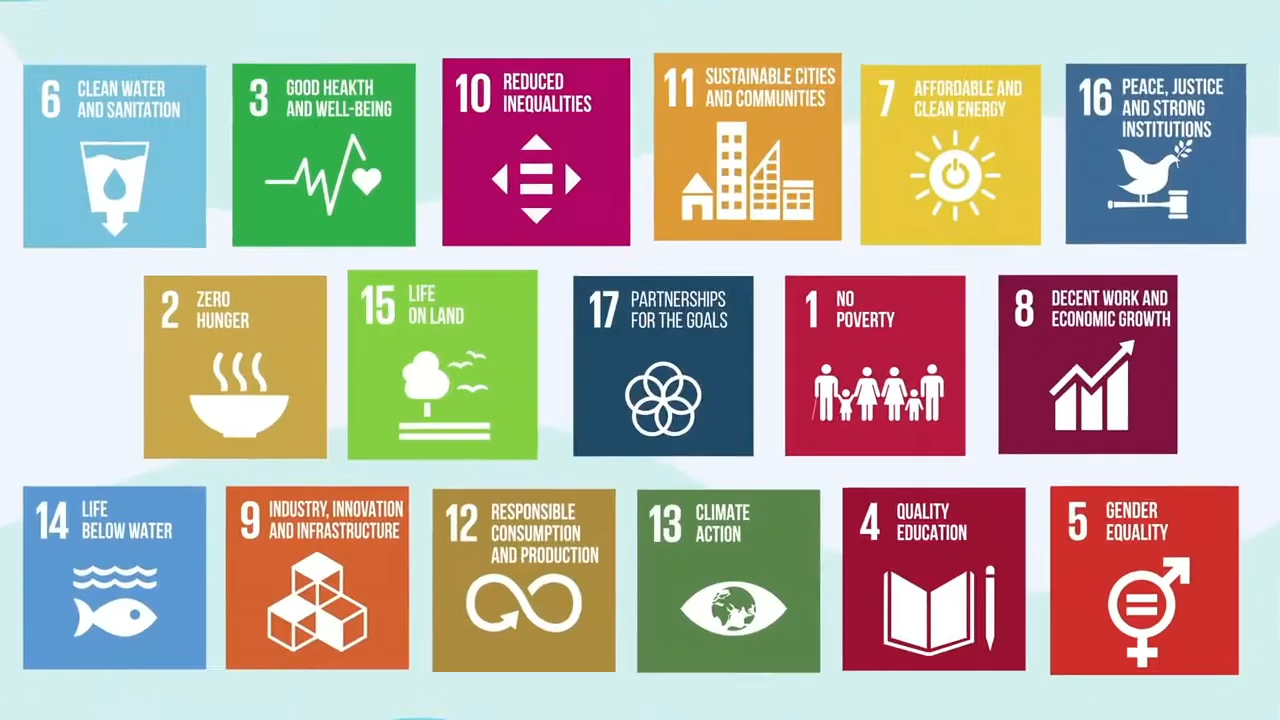 6 CLEAN WATER
AND SANITATION
3 GOOD HEAKTH
AND WELL-BEING
10 REDUCED
INEQUALITIES
11 SUSTAINABLE CITIES
AND COMMUNITIES
7 AFFORDABLE AND
CLEAN ENERGY
16 PEACE, JUSTICE
AND STRONG
INSTITUTIONS
2 ZERO
HUNGER
15 LIFE
ON LAND
17 PARTNERSHIPS
FOR THE GOALS
1 NO
POVERTY
8 DECENT WORK AND
ECONOMIC GROWTH
14 LIFE
BELOW WATER
9 INDUSTRY, INNOVATION
AND INFRASTRUCTURE
12 RESPONSIBLE
CONSUMPTION
AND PRODUCTION
13 CLIMATE
ACTION
4 QUALITY
EDUCATION
5 GENDER
EQUALITY